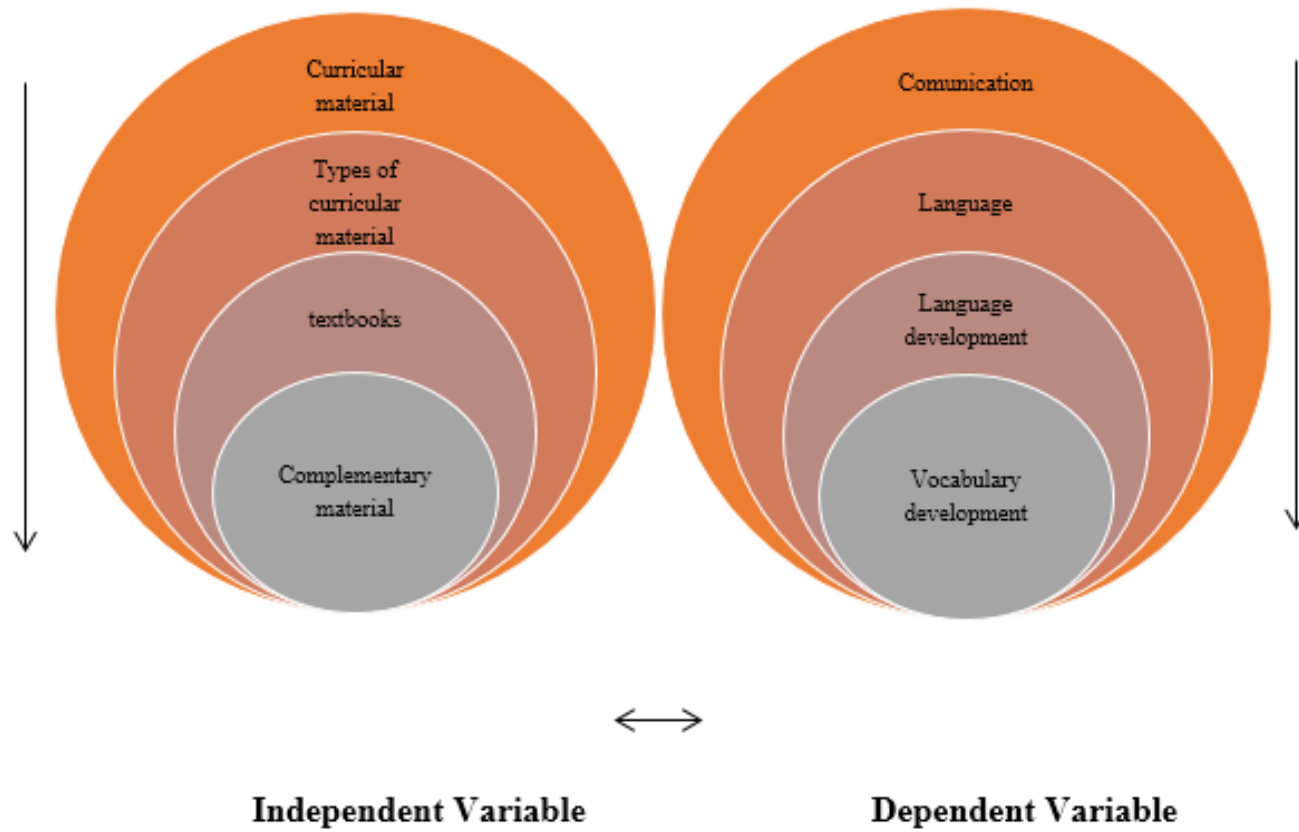 Curricular
material
Types of
curricular
material
textbooks
Complementary
material
Comunication
Language
Language
development
Vocabulary
development
Independent Variable
Dependent Variable